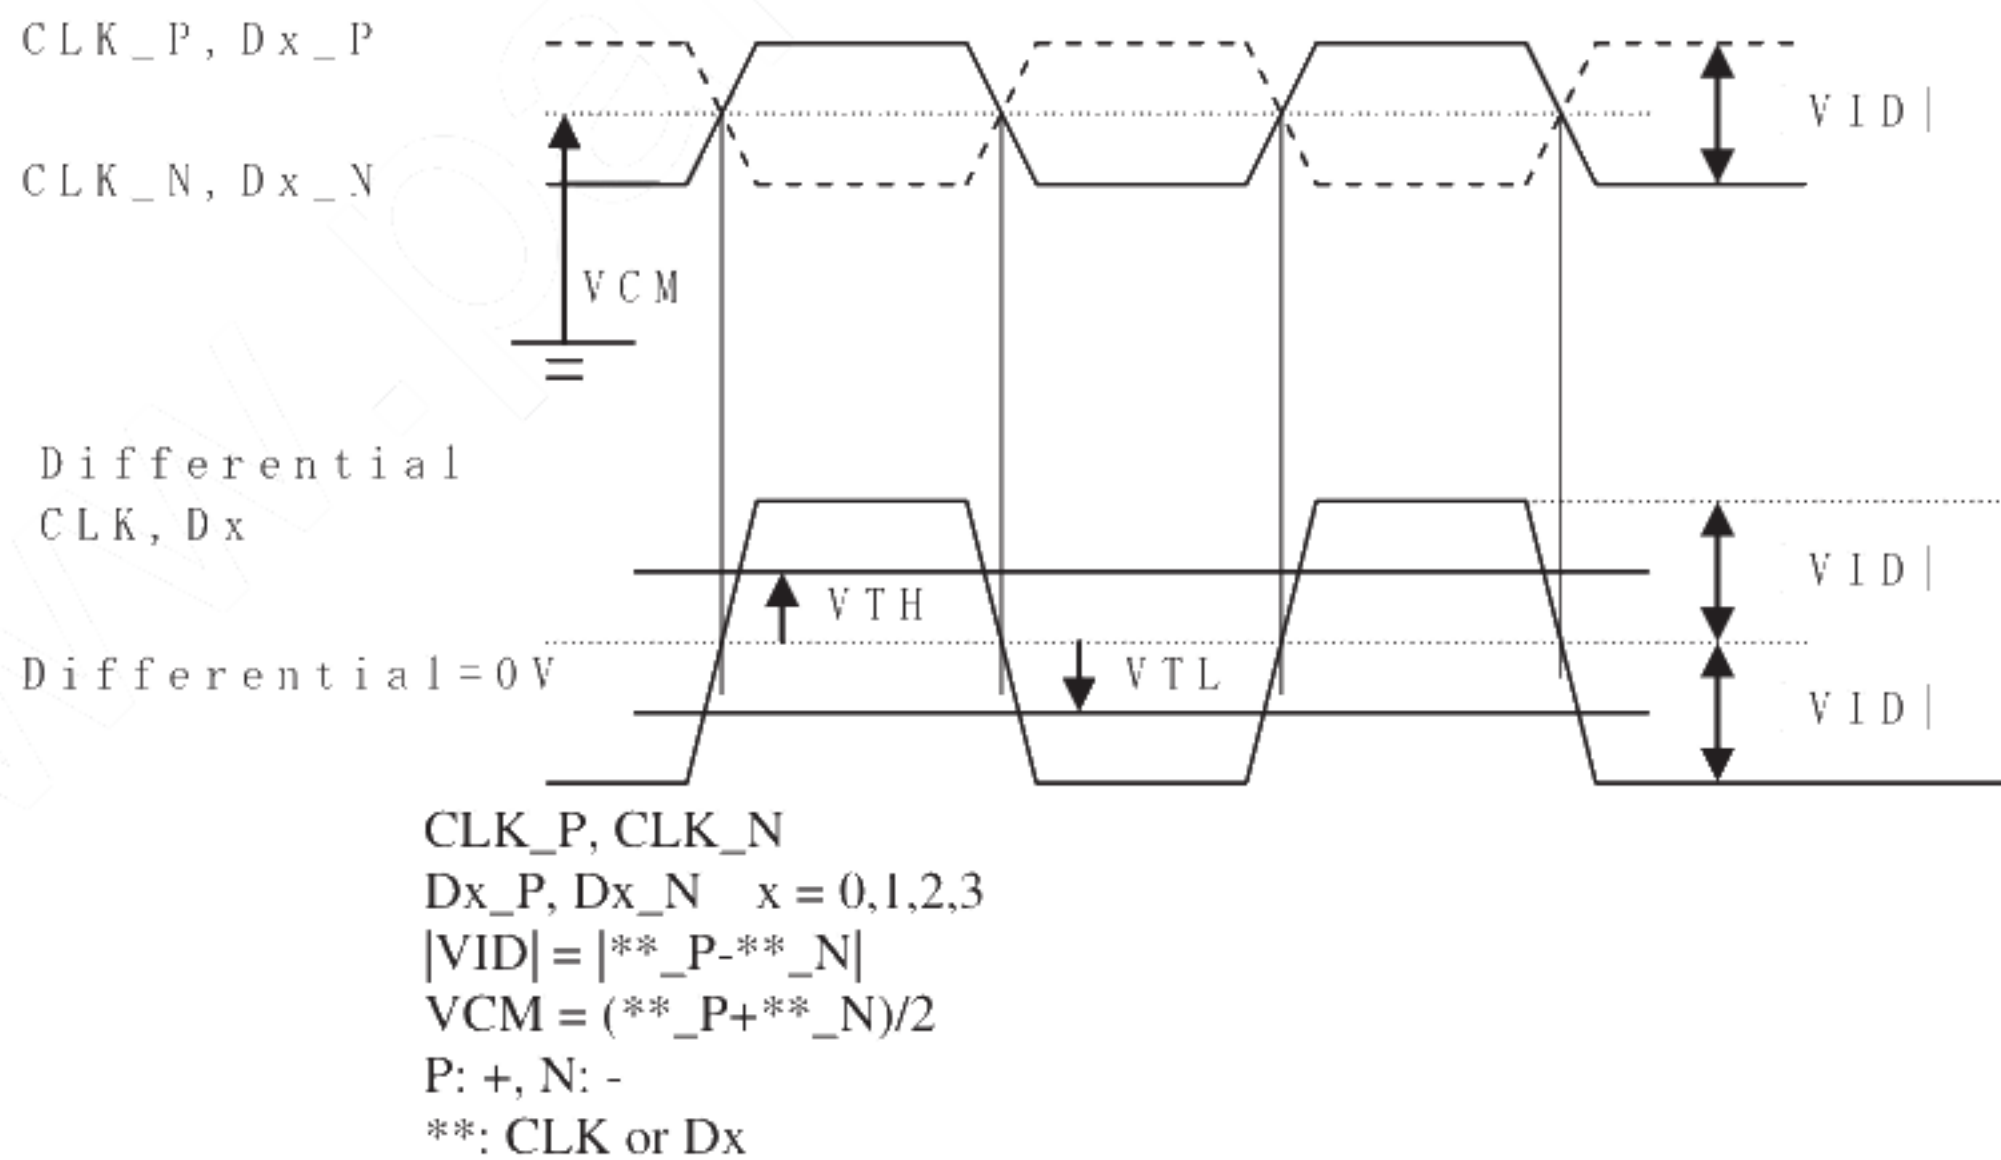 CLK_P, Dx_P
VID|
CLK_N, Dx_N
VCM
Differential
CLK, Dx
VID|
VTH
Differential=0V
VTL
VID|
CLK_P, CLK_N
Dx_P, Dx_N x = 0,1,2,3
|VID| = |**_P-**_N|
VCM = (**_P+**_N)/2
P: +, N: -
**: CLK or Dx